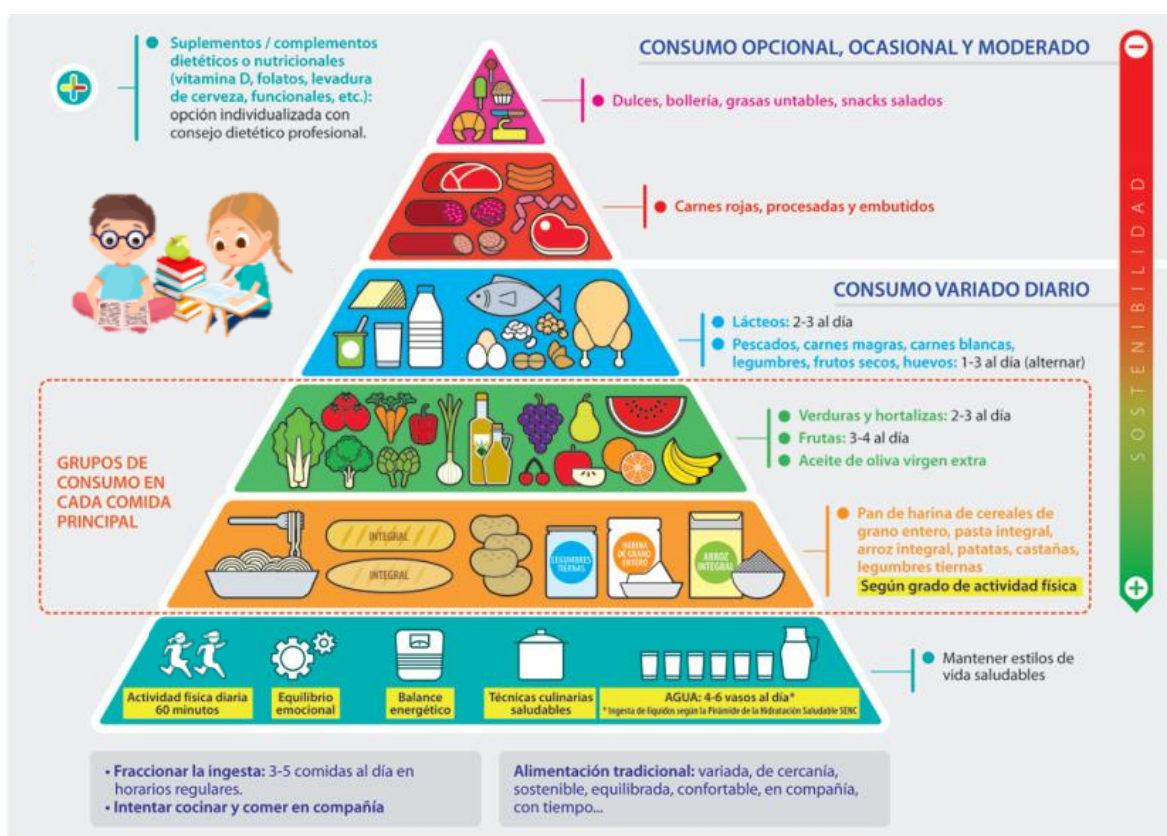 Suplementos / complementos
dietéticos o nutricionales
(vitamina D, folatos, levadura
de cerveza, funcionales, etc.):
opción individualizada con
consejo dietético profesional.
CONSUMO OPCIONAL, OCASIONAL Y MODERADO
Dulces, bollería, grasas untables, snacks salados
Carnes rojas, procesadas y embutidos
CONSUMO VARIADO DIARIO
Lácteos: 2-3 al día
Pescados, carnes magras, carnes blancas,
legumbres, frutos secos, huevos: 1-3 al día (alternar)
SOSTENIBILIDAD
GRUPOS DE
CONSUMO EN
CADA COMIDA
PRINCIPAL
Verduras y hortalizas: 2-3 al día
Frutas: 3-4 al día
Aceite de oliva virgen extra
INTEGRAL
INTEGRAL
LEGUMBRES
TIERNAS
HARINA
DE GRANO
ENTERO
ARROZ
INTEGRAL
Pan de harina de cereales de
grano entero, pasta integral,
arroz integral, patatas, castañas,
legumbres tiernas
Según grado de actividad física
Actividad física diaria
60 minutos
Equilibrio
emocional
Balance
energético
Técnicas culinarias
saludables
AGUA: 4-6 vasos al día*
* Ingesta de líquidos según la Pirámide de la Hidratación Saludable SENC
Mantener estilos de
vida saludables
• Fraccionar la ingesta: 3-5 comidas al día en
horarios regulares.
• Intentar cocinar y comer en compañía
Alimentación tradicional: variada, de cercanía,
sostenible, equilibrada, confortable, en compañía,
con tiempo...